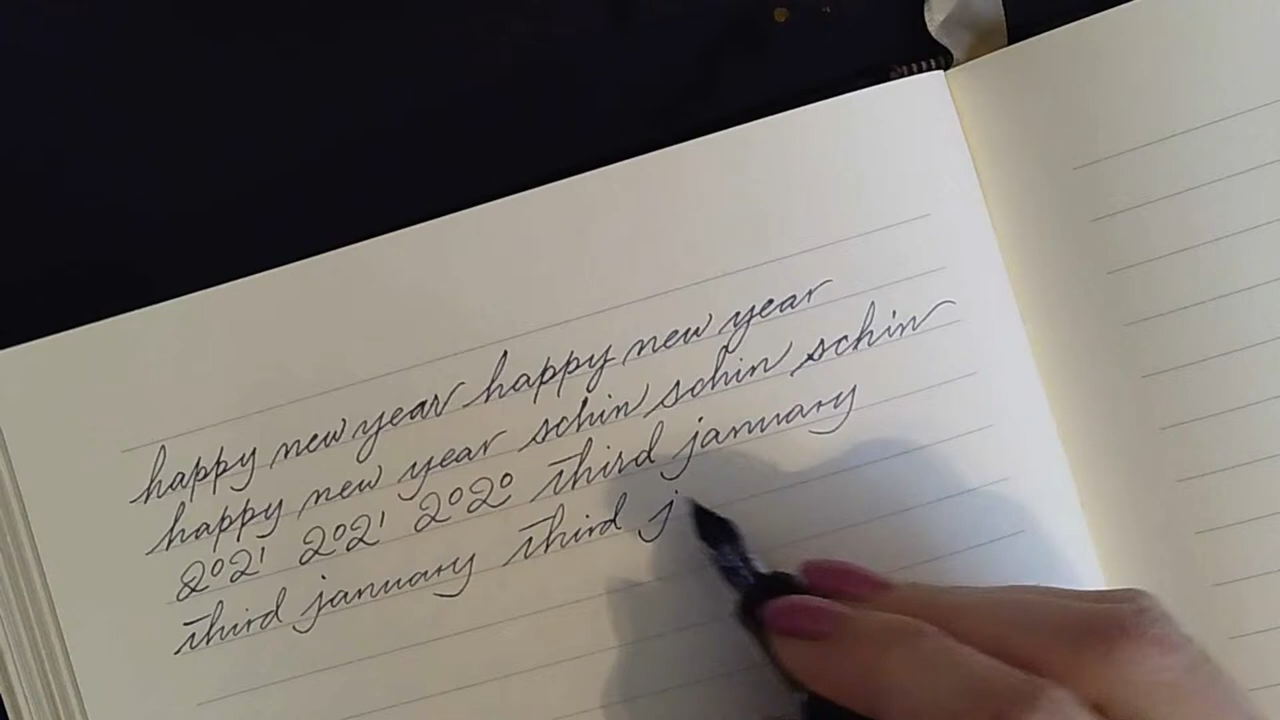 happy new year happy new year
happy new year schin schin schin
2021 2021 2020 third january
third january third j